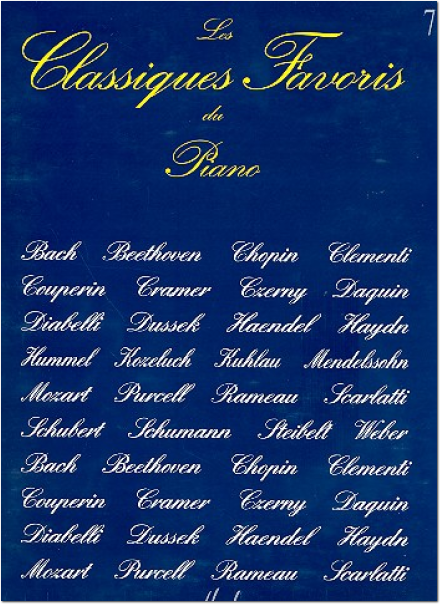 7
Les
Classiques Favoris
du
Piano
Bach Beethoven Chopin Clementi
Couperin Cramer Czerny Daquin
Diabelli Dussek Haendel Haydn
Hummel Kozeluch Kuhlau Mendelssohn
Mozart Purcell Rameau Scarlatti
Schubert Schumann Steibelt Weber
Bach Beethoven Chopin Clementi
Couperin Cramer Czerny Daquin
Diabelli Dussek Haendel Haydn
Mozart Purcell Rameau Scarlatti